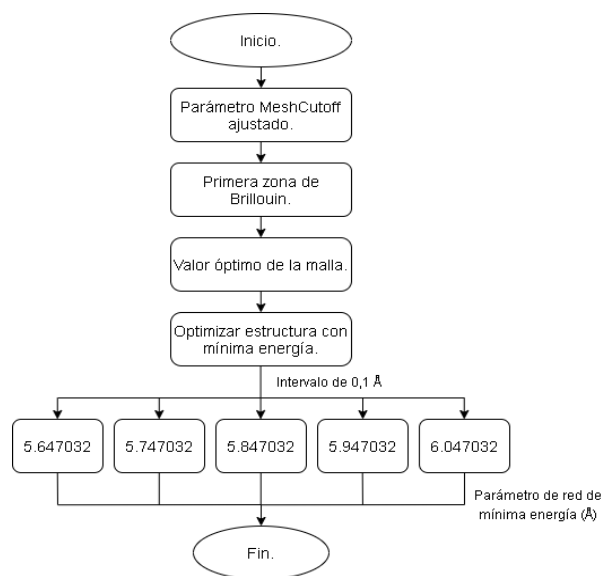 Inicio.
Parámetro MeshCutoff
ajustado.
Primera zona de
Brillouin.
Valor óptimo de la malla.
Optimizar estructura con
mínima energía.
Intervalo de 0,1 Å
5.647032
5.747032
5.847032
5.947032
6.047032
Parámetro de red de
mínima energía (Å)
Fin.